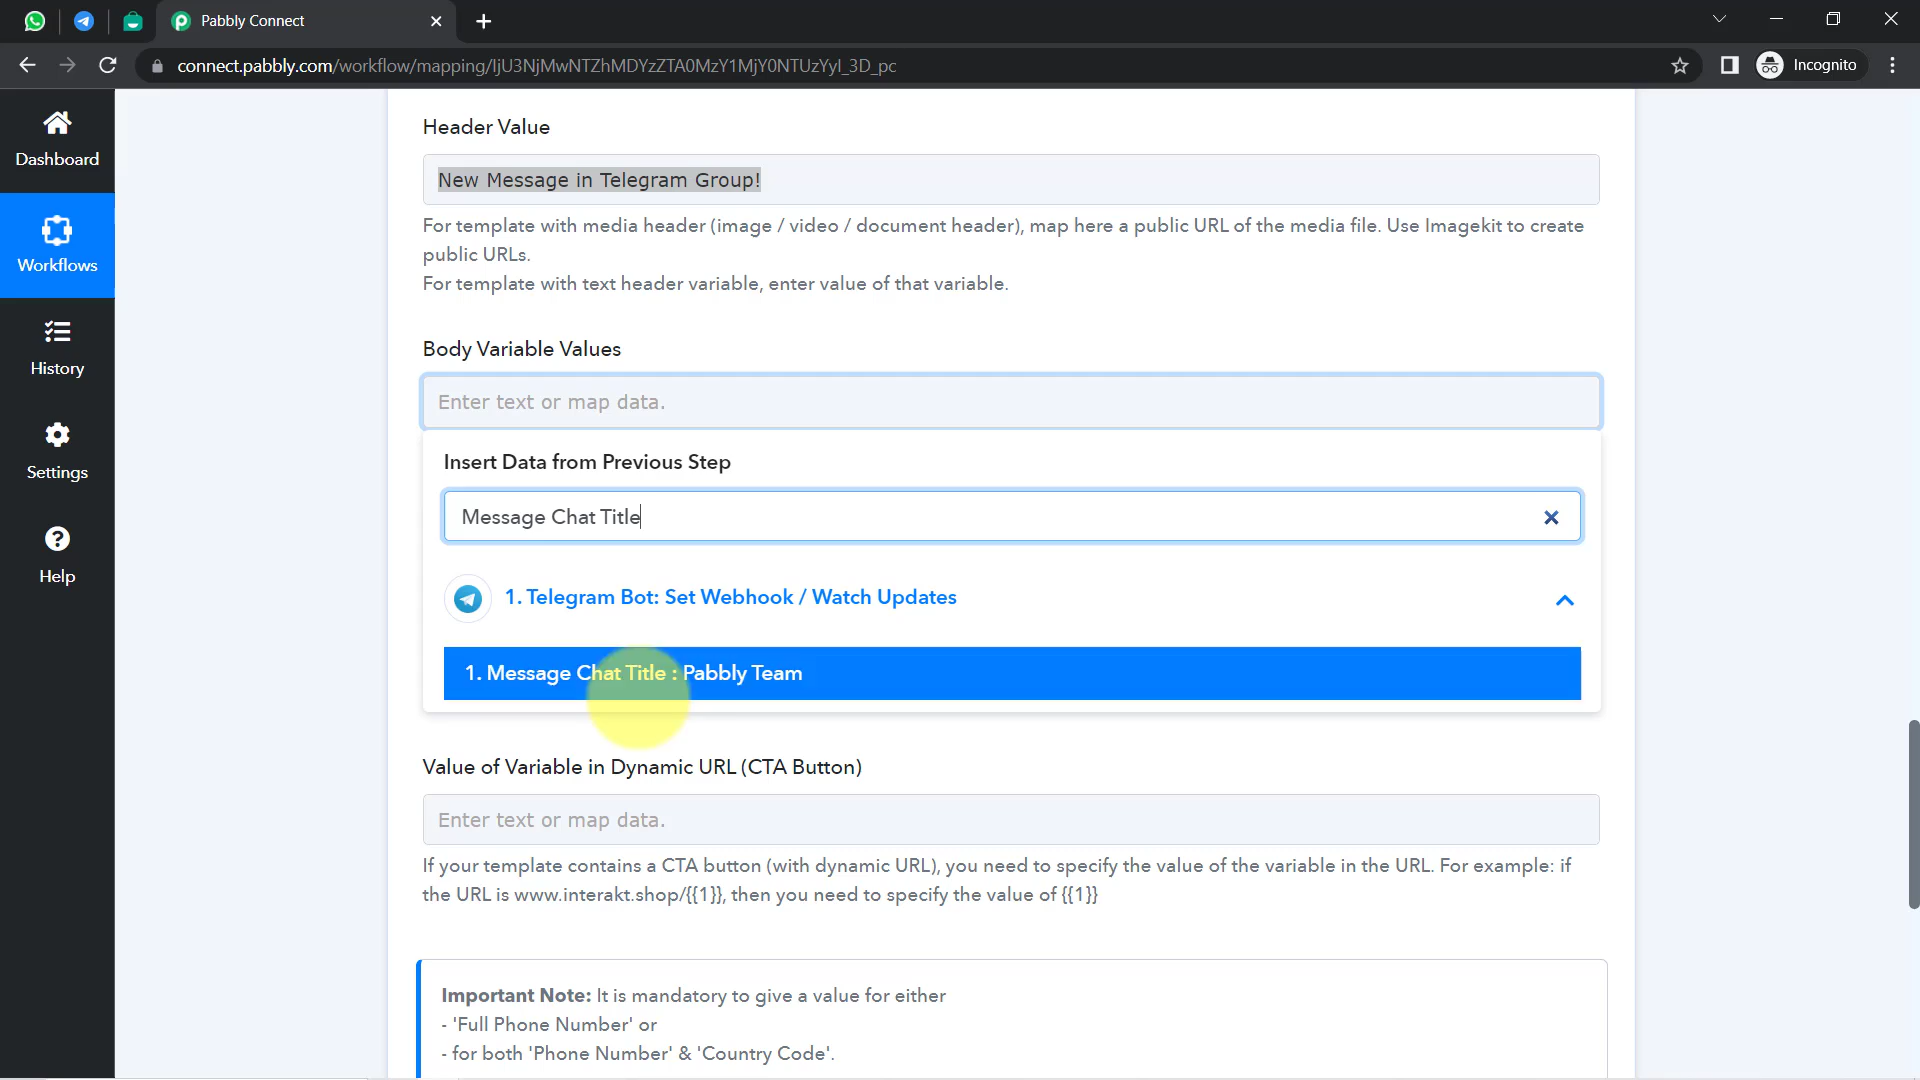 Pabbly Connect
connect.pabbly.com/workflow/mapping/IjU3NjMwNTZhMDYzZTA0MzY1MjY0NTUzYyI_3D_pc
Incognito
Dashboard
Workflows
History
Settings
Help
Header Value
New Message in Telegram Group!
For template with media header (image / video / document header), map here a public URL of the media file. Use Imagekit to create
public URLs.
For template with text header variable, enter value of that variable.
Body Variable Values
Enter text or map data.
Insert Data from Previous Step
Message Chat Title
1. Telegram Bot: Set Webhook / Watch Updates
1. Message Chat Title : Pabbly Team
Value of Variable in Dynamic URL (CTA Button)
Enter text or map data.
If your template contains a CTA button (with dynamic URL), you need to specify the value of the variable in the URL. For example: if
the URL is www.interakt.shop/{{1}}, then you need to specify the value of {{1}}
Important Note: It is mandatory to give a value for either
- 'Full Phone Number' or
- for both 'Phone Number' & 'Country Code'.